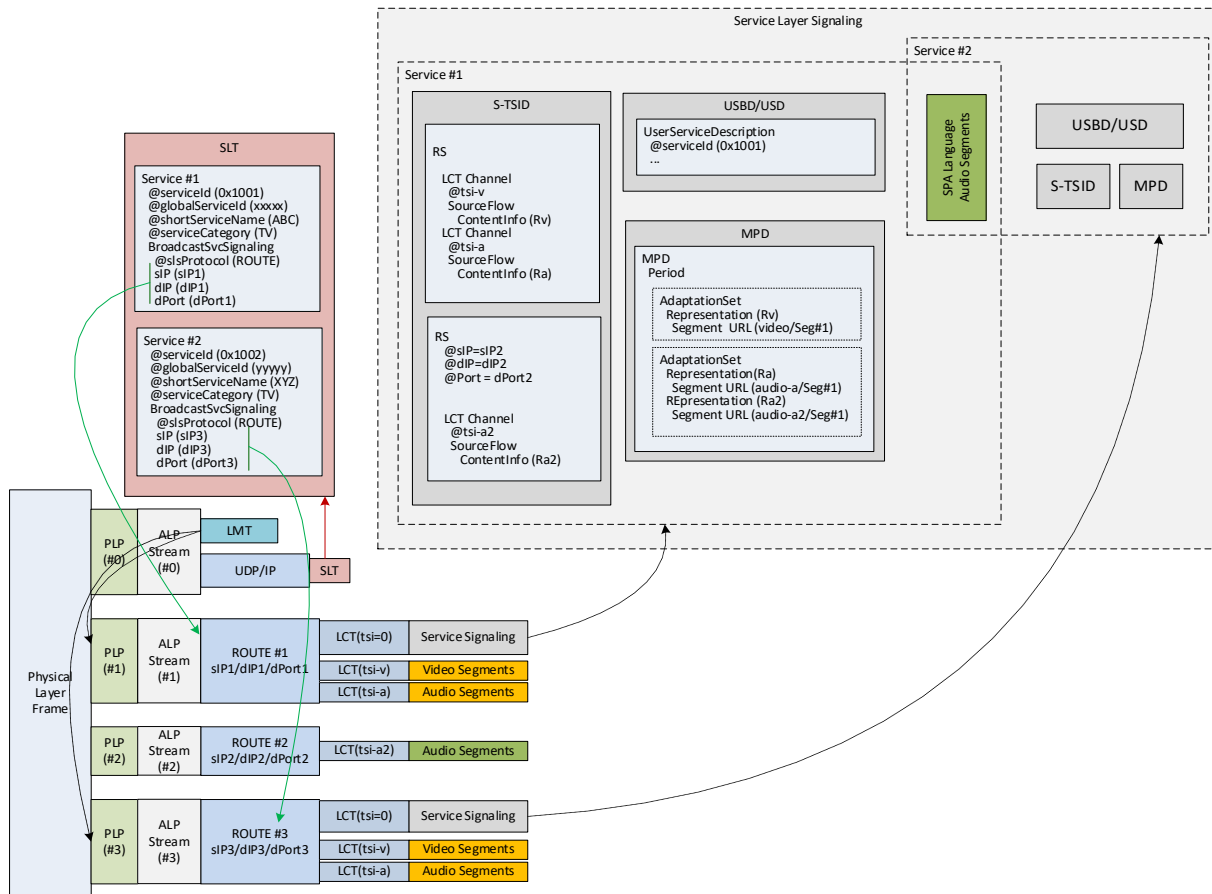 Service Layer Signaling
Service #2
Service #1
S-TSID
RS
LCT Channel
@tsi-v
SourceFlow
ContentInfo (Rv)
LCT Channel
@tsi-a
SourceFlow
ContentInfo (Ra)
RS
@sIP=sIP2
@dIP=dIP2
@Port = dPort2
LCT Channel
@tsi-a2
SourceFlow
ContentInfo (Ra2)
USBD/USD
UserServiceDescription
@serviceId (0x1001)
...
MPD
MPD
Period
AdaptationSet
Representation (Rv)
Segment URL (video/Seg#1)
AdaptationSet
Representation(Ra)
Segment URL (audio-a/Seg#1)
REpresentation (Ra2)
Segment URL (audio-a2/Seg#1)
SPA Language
Audio Segments
USBD/USD
S-TSID
MPD
SLT
Service #1
@serviceId (0x1001)
@globalServiceId (xxxxx)
@shortServiceName (ABC)
@serviceCategory (TV)
BroadcastSvcSignaling
@slsProtocol (ROUTE)
sIP (sIP1)
dIP (dIP1)
dPort (dPort1)
Service #2
@serviceId (0x1002)
@globalServiceId (yyyyy)
@shortServiceName (XYZ)
@serviceCategory (TV)
BroadcastSvcSignaling
@slsProtocol (ROUTE)
sIP (sIP3)
dIP (dIP3)
dPort (dPort3)
Physical
Layer
Frame
PLP
(#0)
ALP
Stream
(#0)
LMT
UDP/IP
SLT
PLP
(#1)
ALP
Stream
(#1)
ROUTE #1
sIP1/dIP1/dPort1
LCT(tsi=0)
Service Signaling
LCT(tsi-v)
Video Segments
LCT(tsi-a)
Audio Segments
PLP
(#2)
ALP
Stream
(#2)
ROUTE #2
sIP2/dIP2/dPort2
LCT(tsi-a2)
Audio Segments
PLP
(#3)
ALP
Stream
(#3)
ROUTE #3
sIP3/dIP3/dPort3
LCT(tsi=0)
Service Signaling
LCT(tsi-v)
Video Segments
LCT(tsi-a)
Audio Segments